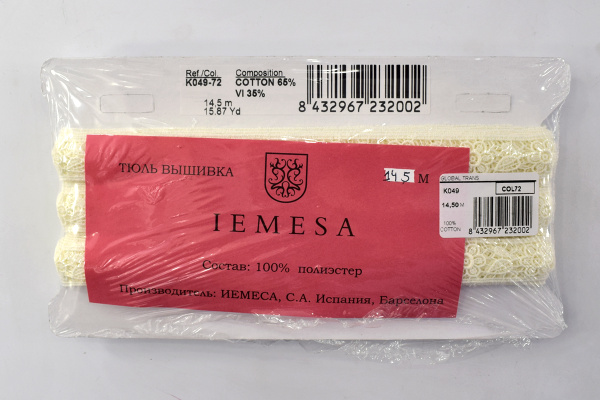 Ref./Col. Composition
K049-72 COTTON 65%
VI 35%
14,5 m
15.87 Yd
8 432967 232002
ТЮЛЬ ВЫШИВКА
14.5 М
IEMESA
Состав: 100% полиэстер
Производитель: ИЕМЕСА, С.А. Испания, Барселона
GLOBAL TRANS
K049 COL72
14,50 M
100%
COTTON
8 432967 232002